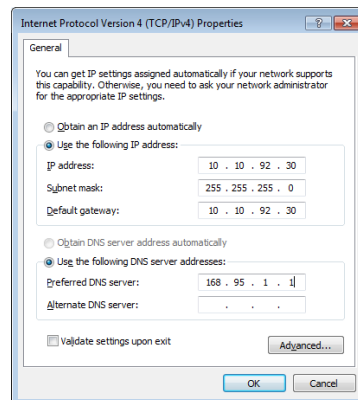 Internet Protocol Version 4 (TCP/IPv4) Properties
General
You can get IP settings assigned automatically if your network supports
this capability. Otherwise, you need to ask your network administrator
for the appropriate IP settings.
Obtain an IP address automatically
Use the following IP address:
IP address: 10 . 10 . 92 . 30
Subnet mask: 255 . 255 . 255 . 0
Default gateway: 10 . 10 . 92 . 30
Obtain DNS server address automatically
Use the following DNS server addresses:
Preferred DNS server: 168 . 95 . 1 . 1
Alternate DNS server: . . .
Validate settings upon exit
Advanced...
OK Cancel